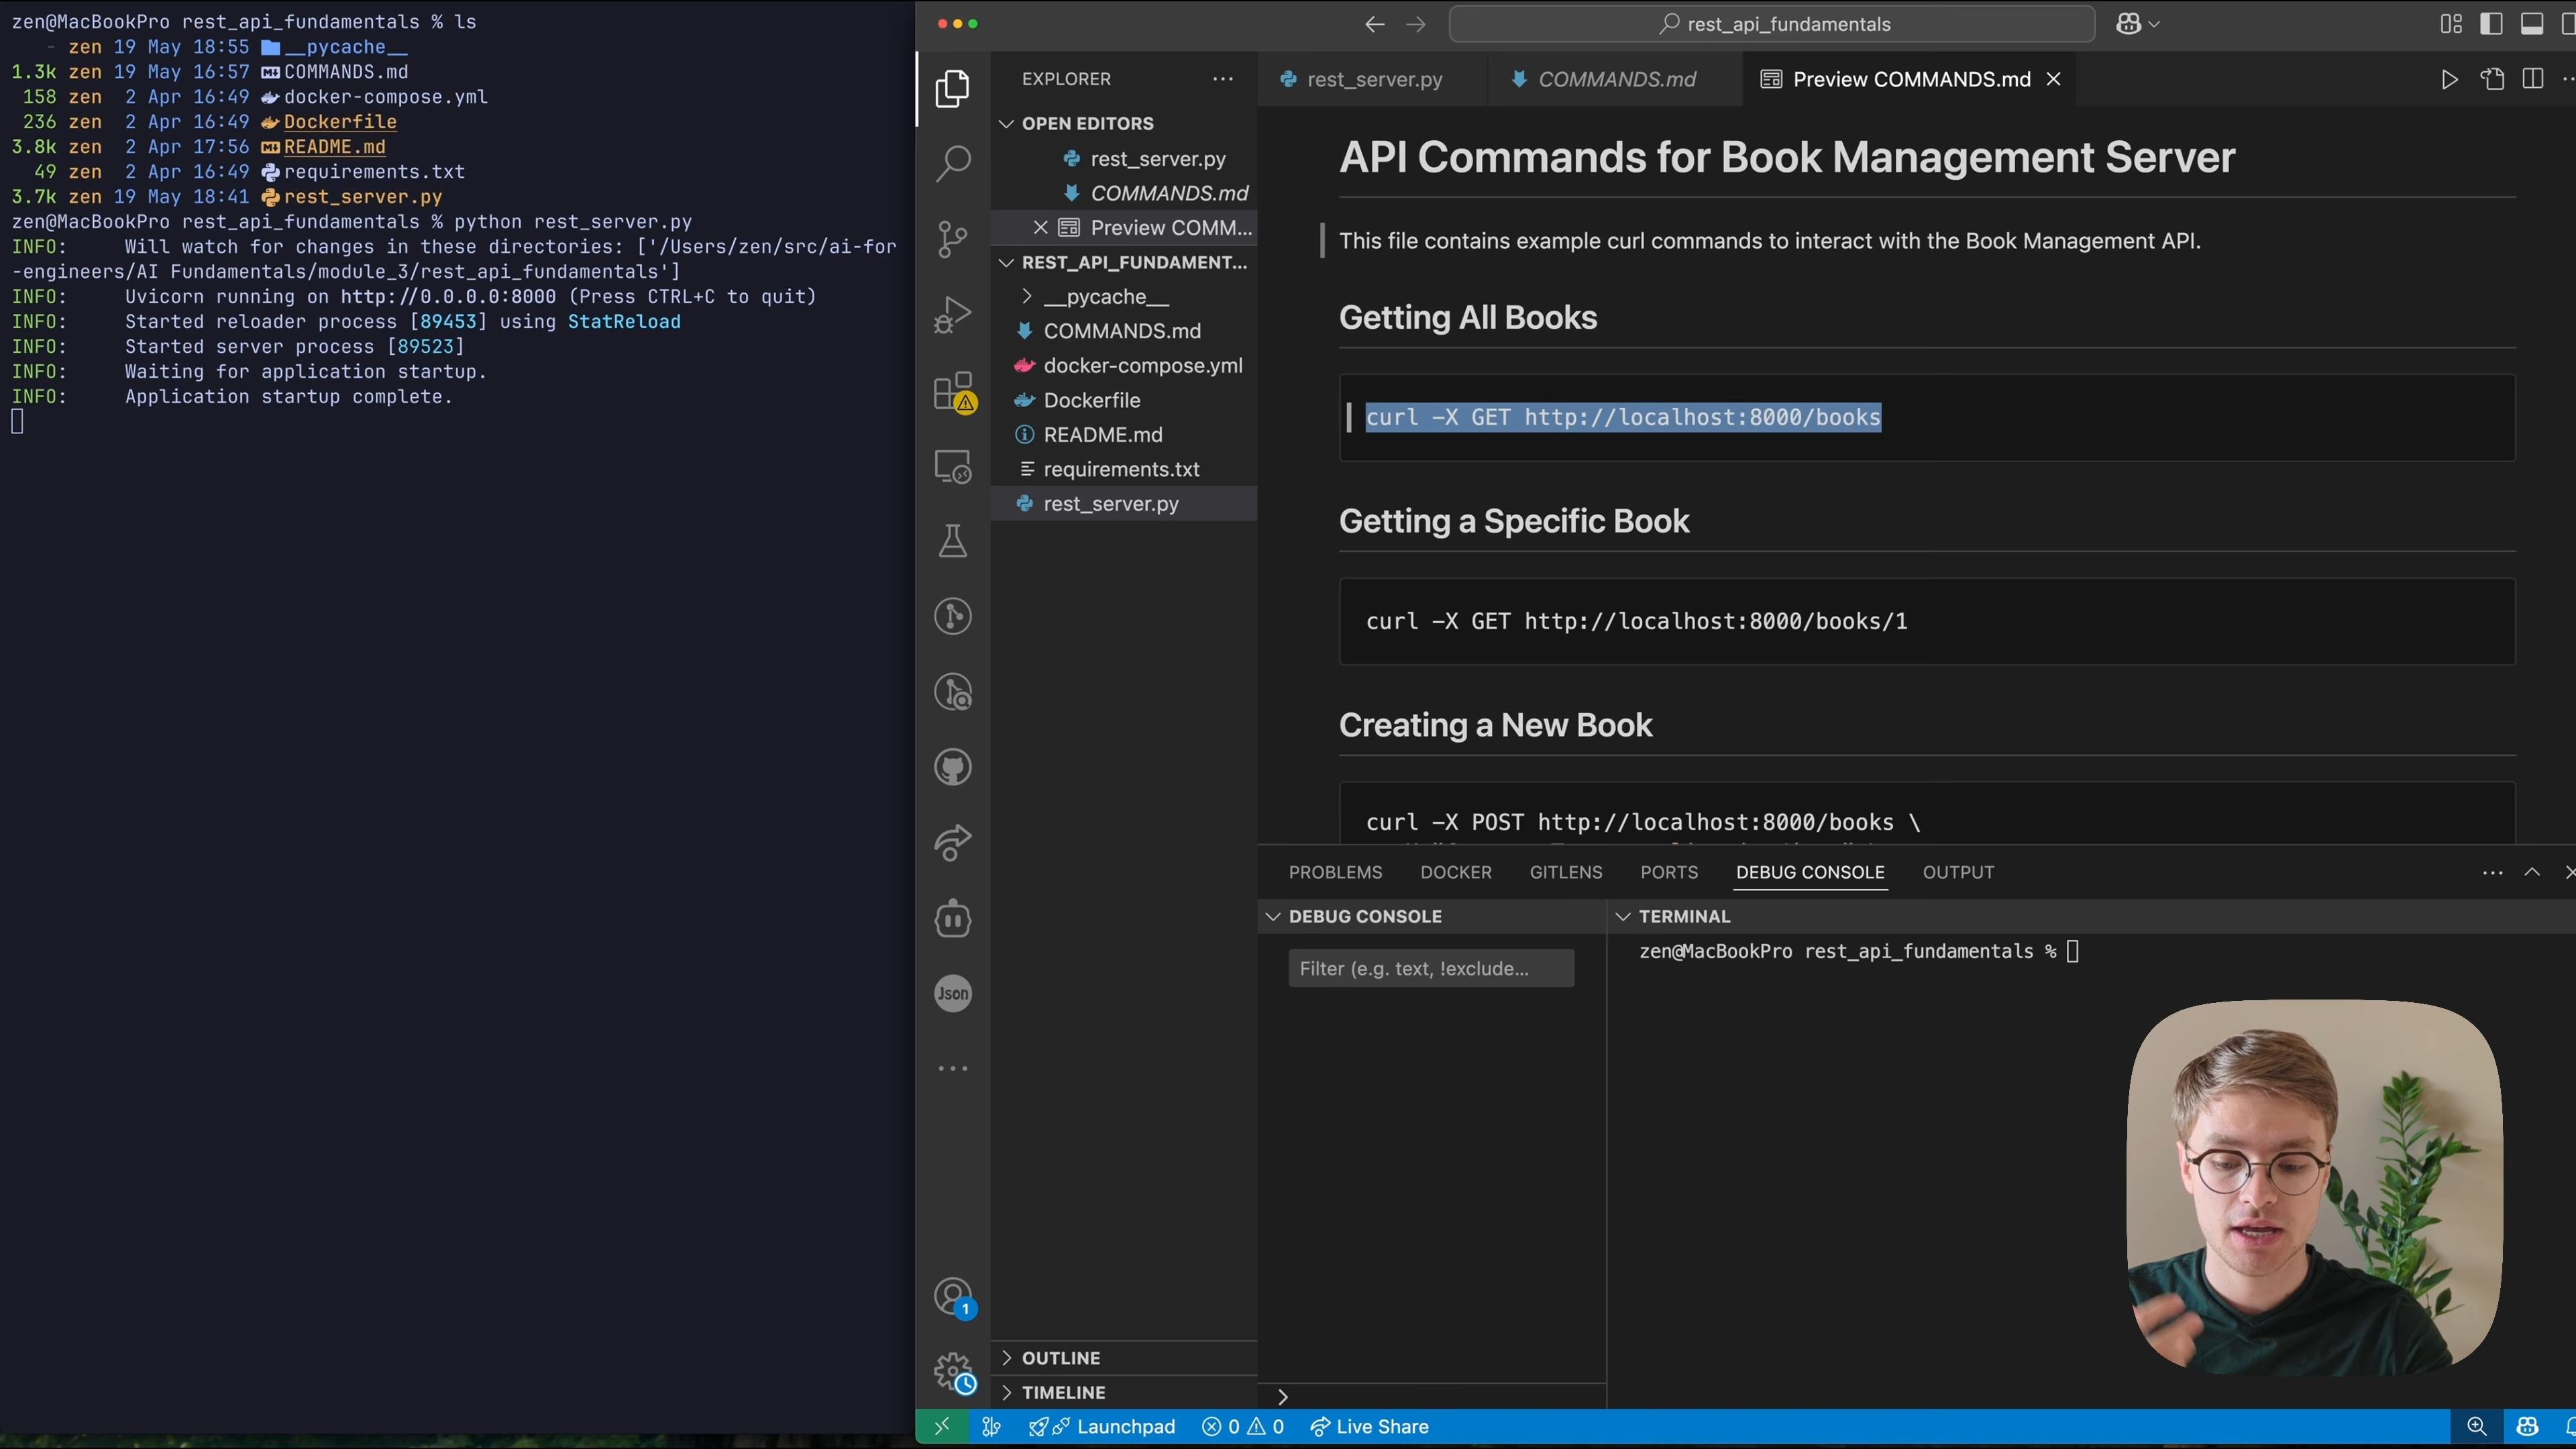 zen@MacBookPro rest_api_fundamentals % ls
- zen 19 May 18:55 __pycache__
1.3k zen 19 May 16:57 COMMANDS.md
158 zen 2 Apr 16:49 docker-compose.yml
236 zen 2 Apr 16:49 Dockerfile
3.8k zen 2 Apr 17:56 README.md
49 zen 2 Apr 16:49 requirements.txt
3.7k zen 19 May 18:41 rest_server.py
zen@MacBookPro rest_api_fundamentals % python rest_server.py
INFO: Will watch for changes in these directories: ['/Users/zen/src/ai-for
-engineers/AI Fundamentals/module_3/rest_api_fundamentals']
INFO: Uvicorn running on http://0.0.0.0:8000 (Press CTRL+C to quit)
INFO: Started reloader process [89453] using StatReload
INFO: Started server process [89523]
INFO: Waiting for application startup.
INFO: Application startup complete.
rest_api_fundamentals
EXPLORER
OPEN EDITORS
rest_server.py
COMMANDS.md
Preview COMM...
REST_API_FUNDAMENT...
__pycache__
COMMANDS.md
docker-compose.yml
Dockerfile
README.md
requirements.txt
rest_server.py
Json
1
OUTLINE
TIMELINE
rest_server.py
COMMANDS.md
Preview COMMANDS.md
API Commands for Book Management Server
This file contains example curl commands to interact with the Book Management API.
Getting All Books
curl -X GET http://localhost:8000/books
Getting a Specific Book
curl -X GET http://localhost:8000/books/1
Creating a New Book
curl -X POST http://localhost:8000/books \
PROBLEMS DOCKER GITLENS PORTS DEBUG CONSOLE OUTPUT
DEBUG CONSOLE
Filter (e.g. text, !exclude...
TERMINAL
zen@MacBookPro rest_api_fundamentals %
Launchpad 0 0 Live Share